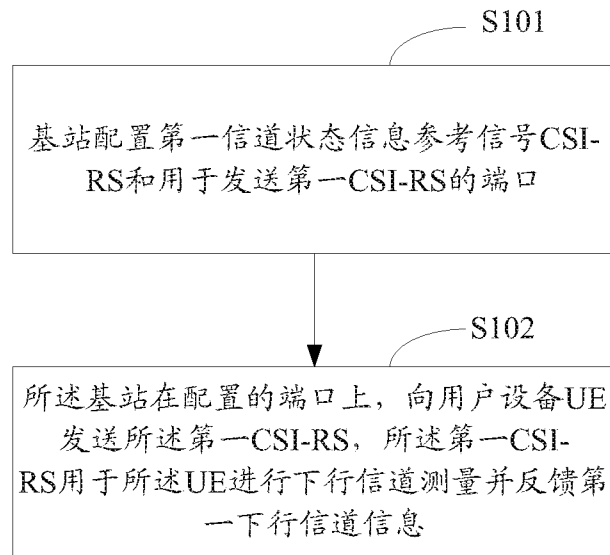 S101
基站配置第一信道状态信息参考信号CSI-
RS和用于发送第一CSI-RS的端口
S102
所述基站在配置的端口上，向用户设备UE
发送所述第一CSI-RS，所述第一CSI-
RS用于所述UE进行下行信道测量并反馈第
一下行信道信息